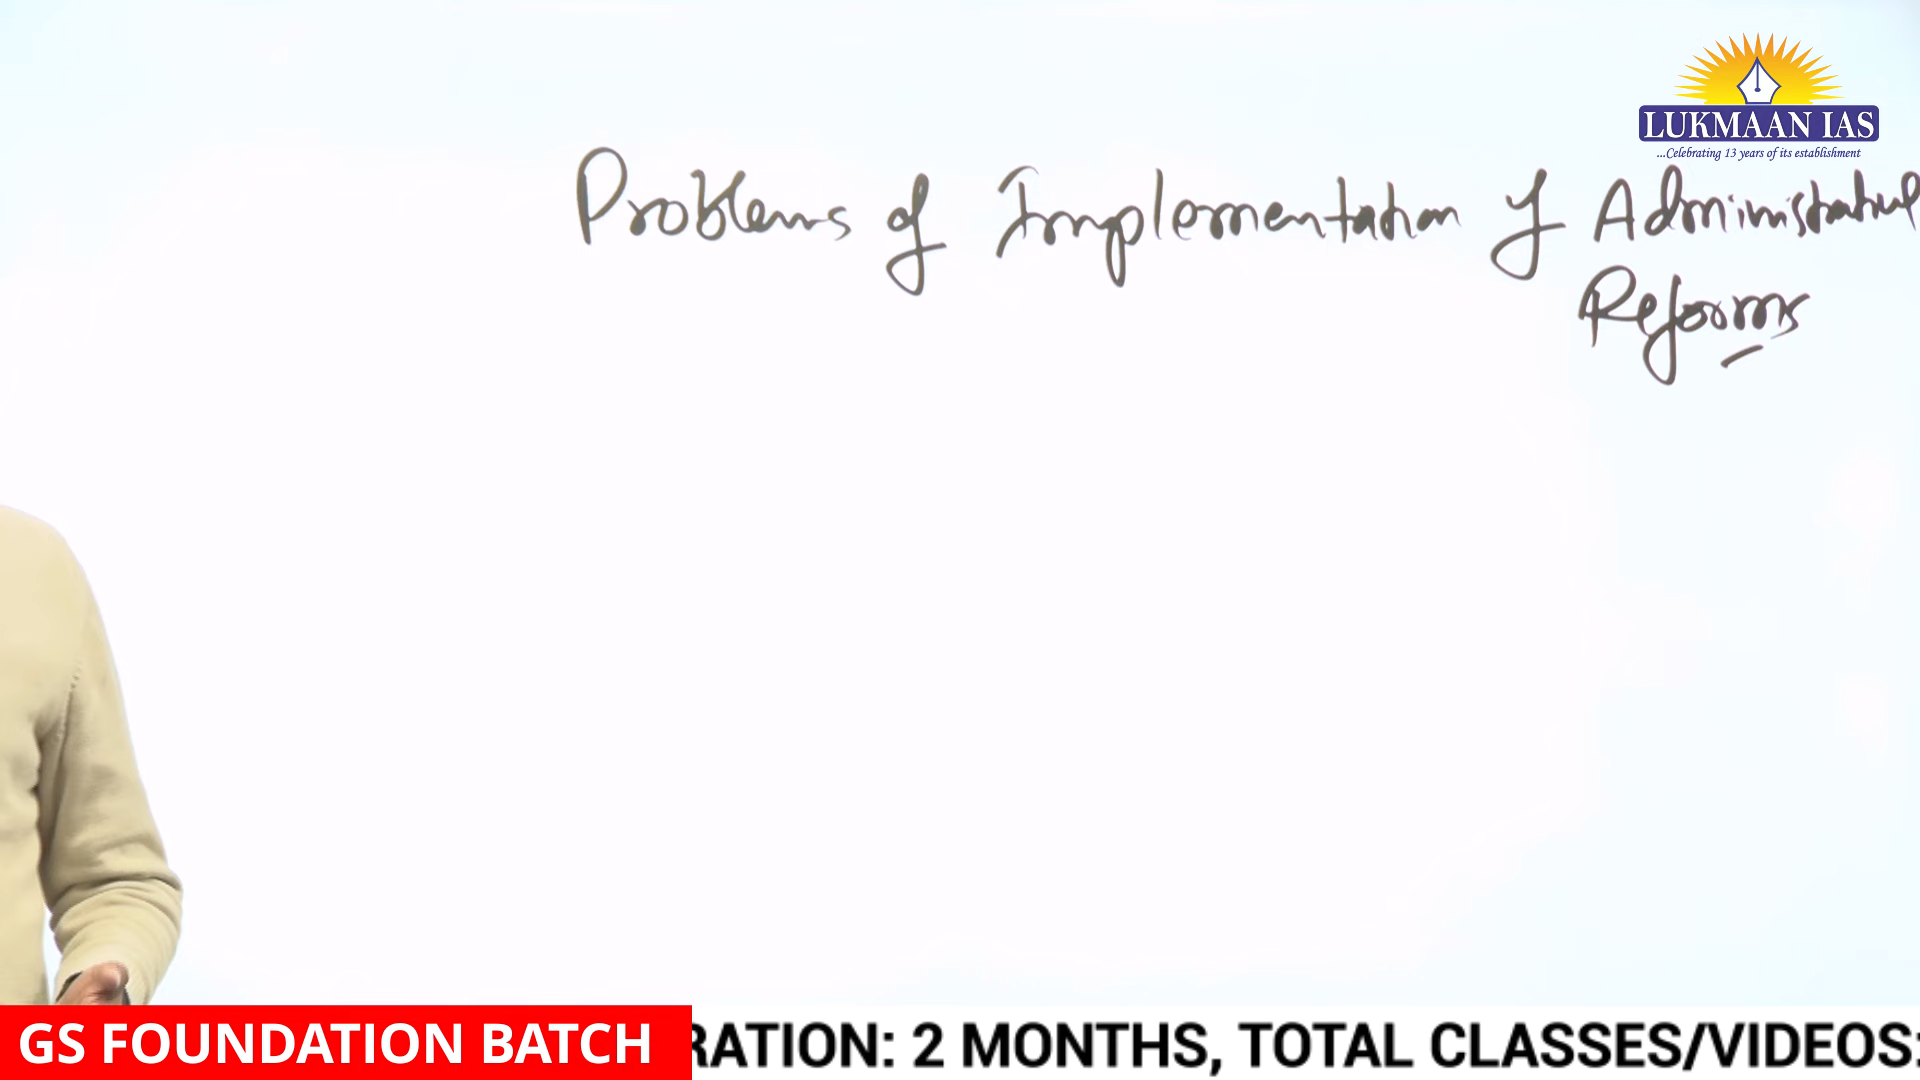 LUKMAAN IAS
...Celebrating 13 years of its establishment
Problems of Implementation of Administrative
Reforms
GS FOUNDATION BATCH
RATION: 2 MONTHS, TOTAL CLASSES/VIDEOS: